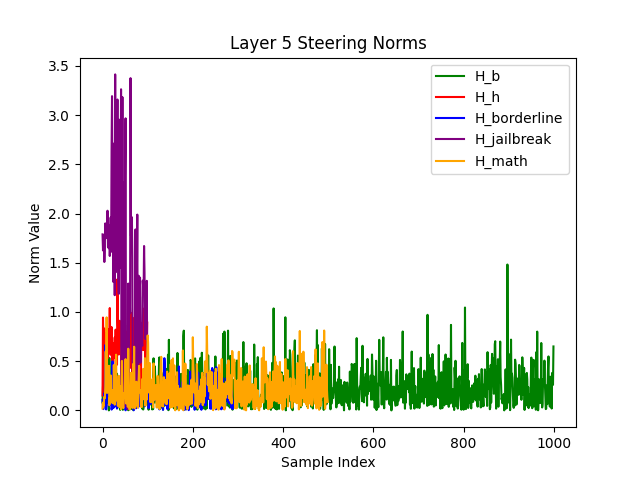 Layer 5 Steering Norms
Norm Value
3.5
3.0
2.5
2.0
1.5
1.0
0.5
0.0
H_b
H_h
H_borderline
H_jailbreak
H_math
0 200 400 600 800 1000
Sample Index